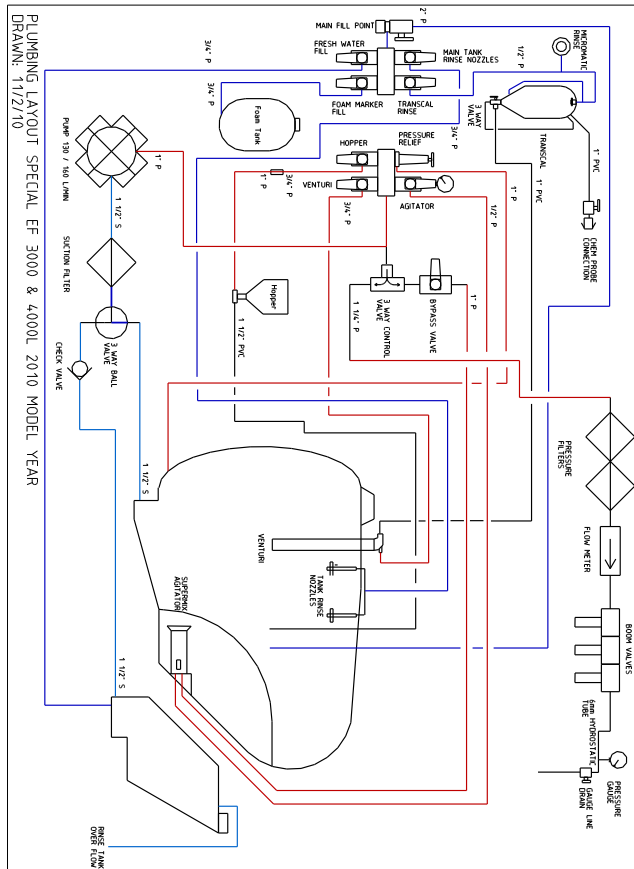 2" P
MAIN FILL POINT
3/4" P
FRESH WATER
FILL
MAIN TANK
RINSE NOZZLES
1/2" P
MICROMATIC
RINSE
3/4" P
Foam Tank
FOAM MARKER
FILL
TRANSCAL
RINSE
3 WAY
VALVE
TRANSCAL
3/4" P
1" PVC
1" PVC
CHEM PROBE
CONNECTION
HOPPER
PRESSURE
RELIEF
1" P
VENTURI
AGITATOR
3/4" P
1" P
3/4" P
1/2" P
PUMP 130 / 160 L/MIN
1" P
1 1/2" S
SUCTION FILTER
3 WAY BALL
VALVE
CHECK VALVE
Hopper
1 1/2" PVC
3 WAY CONTROL
VALVE
1 1/4" P
BYPASS VALVE
1" P
PRESSURE
FILTERS
FLOW METER
BOOM VALVES
6mm HYDROSTATIC
TUBE
PRESSURE
GAUGE
GAUGE LINE
DRAIN
1 1/2" S
VENTURI
TANK RINSE
NOZZLES
SUPERMIX
AGITATOR
1 1/2" S
RINSE TANK
OVER FLOW
PLUMBING LAYOUT SPECIAL EF 3000 & 4000L 2010 MODEL YEAR
DRAWN: 11/2/10